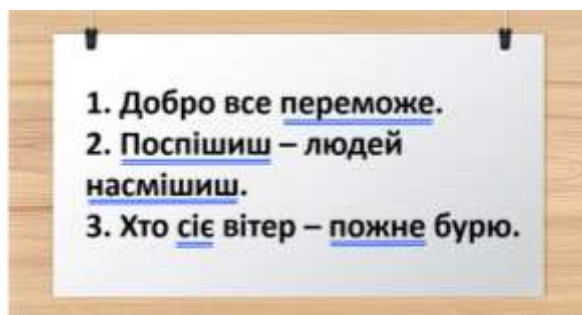 1. Добро все переможе.
2. Поспішиш – людей
насмішиш.
3. Хто сіє вітер – пожне бурю.